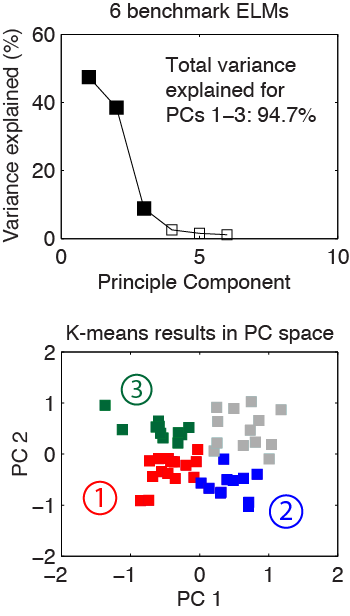 6 benchmark ELMs
60
40
20
0
Variance explained (%)
Total variance
explained for
PCs 1–3: 94.7%
0
5
10
Principle Component
K-means results in PC space
2
1
0
−1
−2
PC 2
3
1
2
−2
−1
0
1
2
PC 1